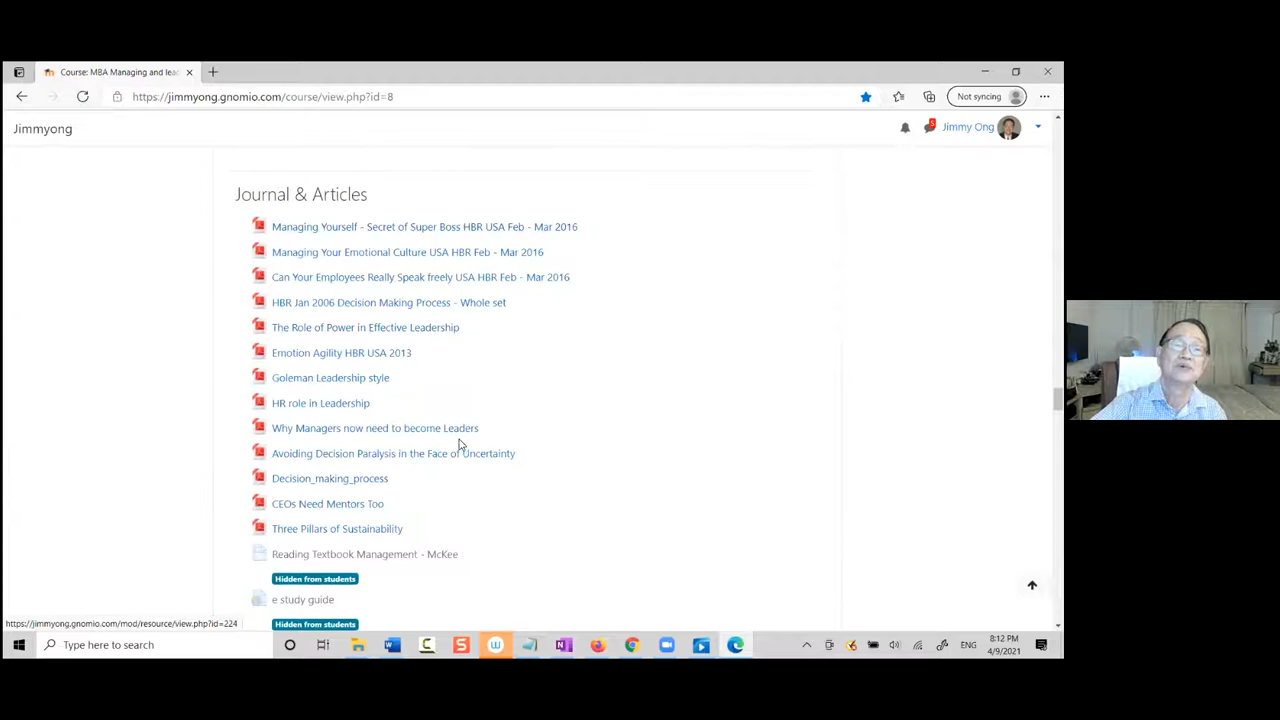 Course: MBA Managing and lea
https://jimmyong.gnomio.com/course/view.php?id=8
Not syncing
Jimmyong
5
Jimmy Ong
Journal & Articles
Managing Yourself - Secret of Super Boss HBR USA Feb - Mar 2016
Managing Your Emotional Culture USA HBR Feb - Mar 2016
Can Your Employees Really Speak freely USA HBR Feb - Mar 2016
HBR Jan 2006 Decision Making Process - Whole set
The Role of Power in Effective Leadership
Emotion Agility HBR USA 2013
Goleman Leadership style
HR role in Leadership
Why Managers now need to become Leaders
Avoiding Decision Paralysis in the Face of Uncertainty
Decision_making_process
CEOs Need Mentors Too
Three Pillars of Sustainability
Reading Textbook Management - McKee
Hidden from students
e study guide
Hidden from students
https://jimmyong.gnomio.com/mod/resource/view.php?id=224
Type here to search
ENG
8:12 PM
4/9/2021